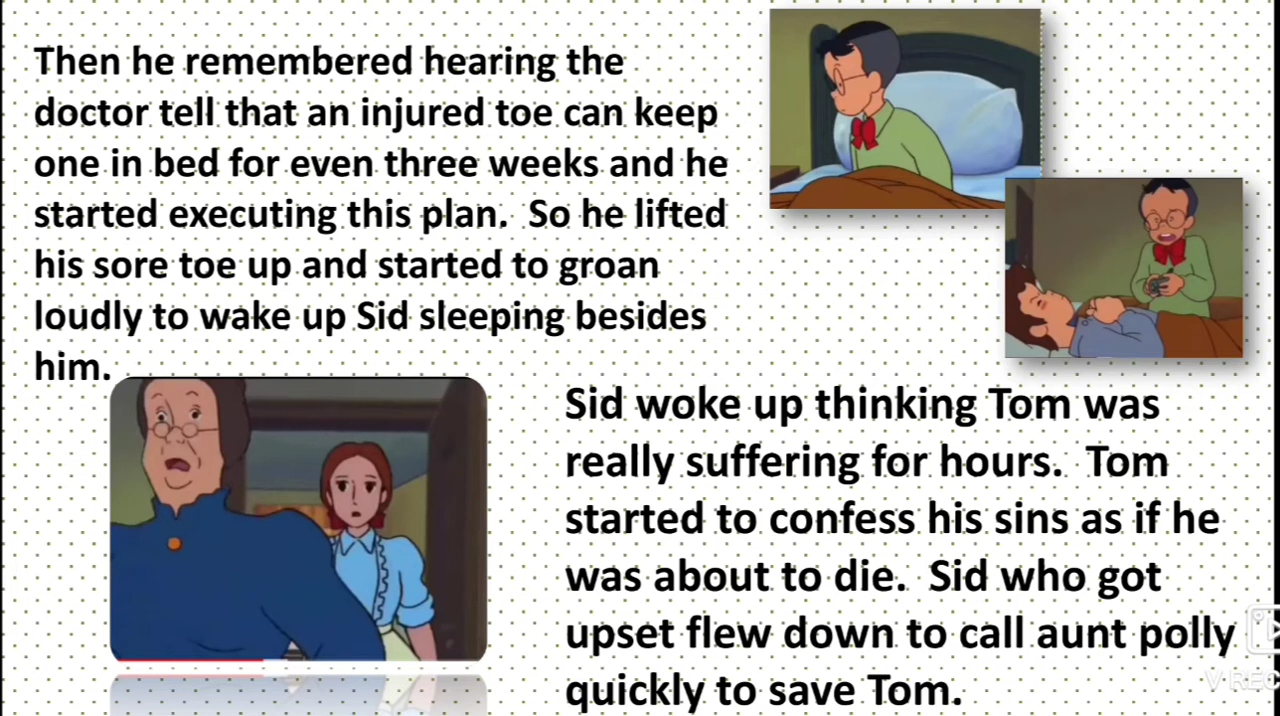 Then he remembered hearing the
doctor tell that an injured toe can keep
one in bed for even three weeks and he
started executing this plan.  So he lifted
his sore toe up and started to groan
loudly to wake up Sid sleeping besides
him.
Sid woke up thinking Tom was
really suffering for hours.  Tom
started to confess his sins as if he
was about to die.  Sid who got
upset flew down to call aunt polly
quickly to save Tom.
V REC